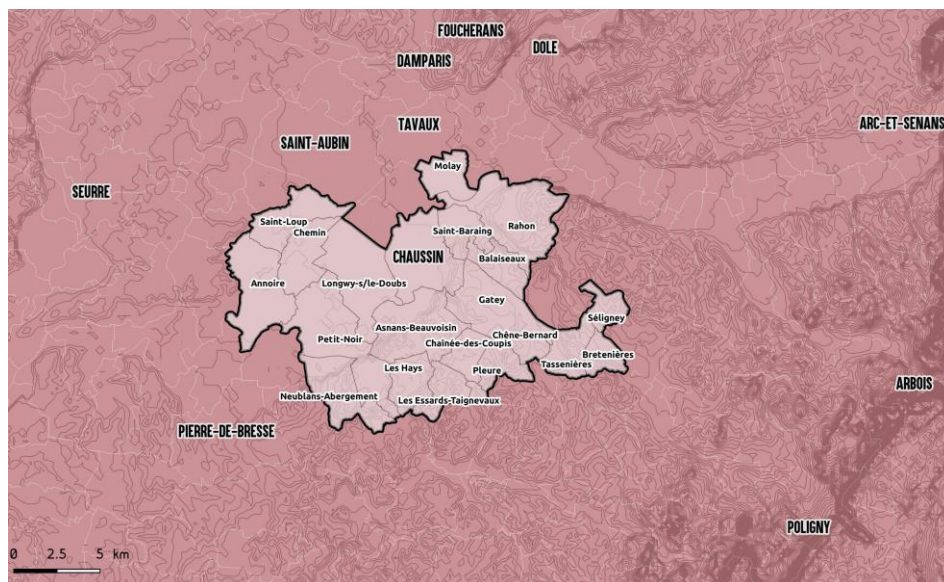 FOUCHERANS
DOLE
DAMPARIS
ARC-ET-SENANS
TAVAUX
SAINT-AUBIN
Molay
SEURRE
Saint-Loup
Chemin
Saint-Baraing
Rahon
CHAUSSIN
Balaiseaux
Annoire
Longwy-s/le-Doubs
Gatey
Séligney
Asnans-Beauvoisin
Chêne-Bernard
Petit-Noir
Chainée-des-Coupis
Bretenières
Tassenières
Les Hays
Pleure
ARBOIS
Neublans-Abergement
Les Essards-Taignevaux
PIERRE-DE-BRESSE
POLIGNY
0 2.5 5 km